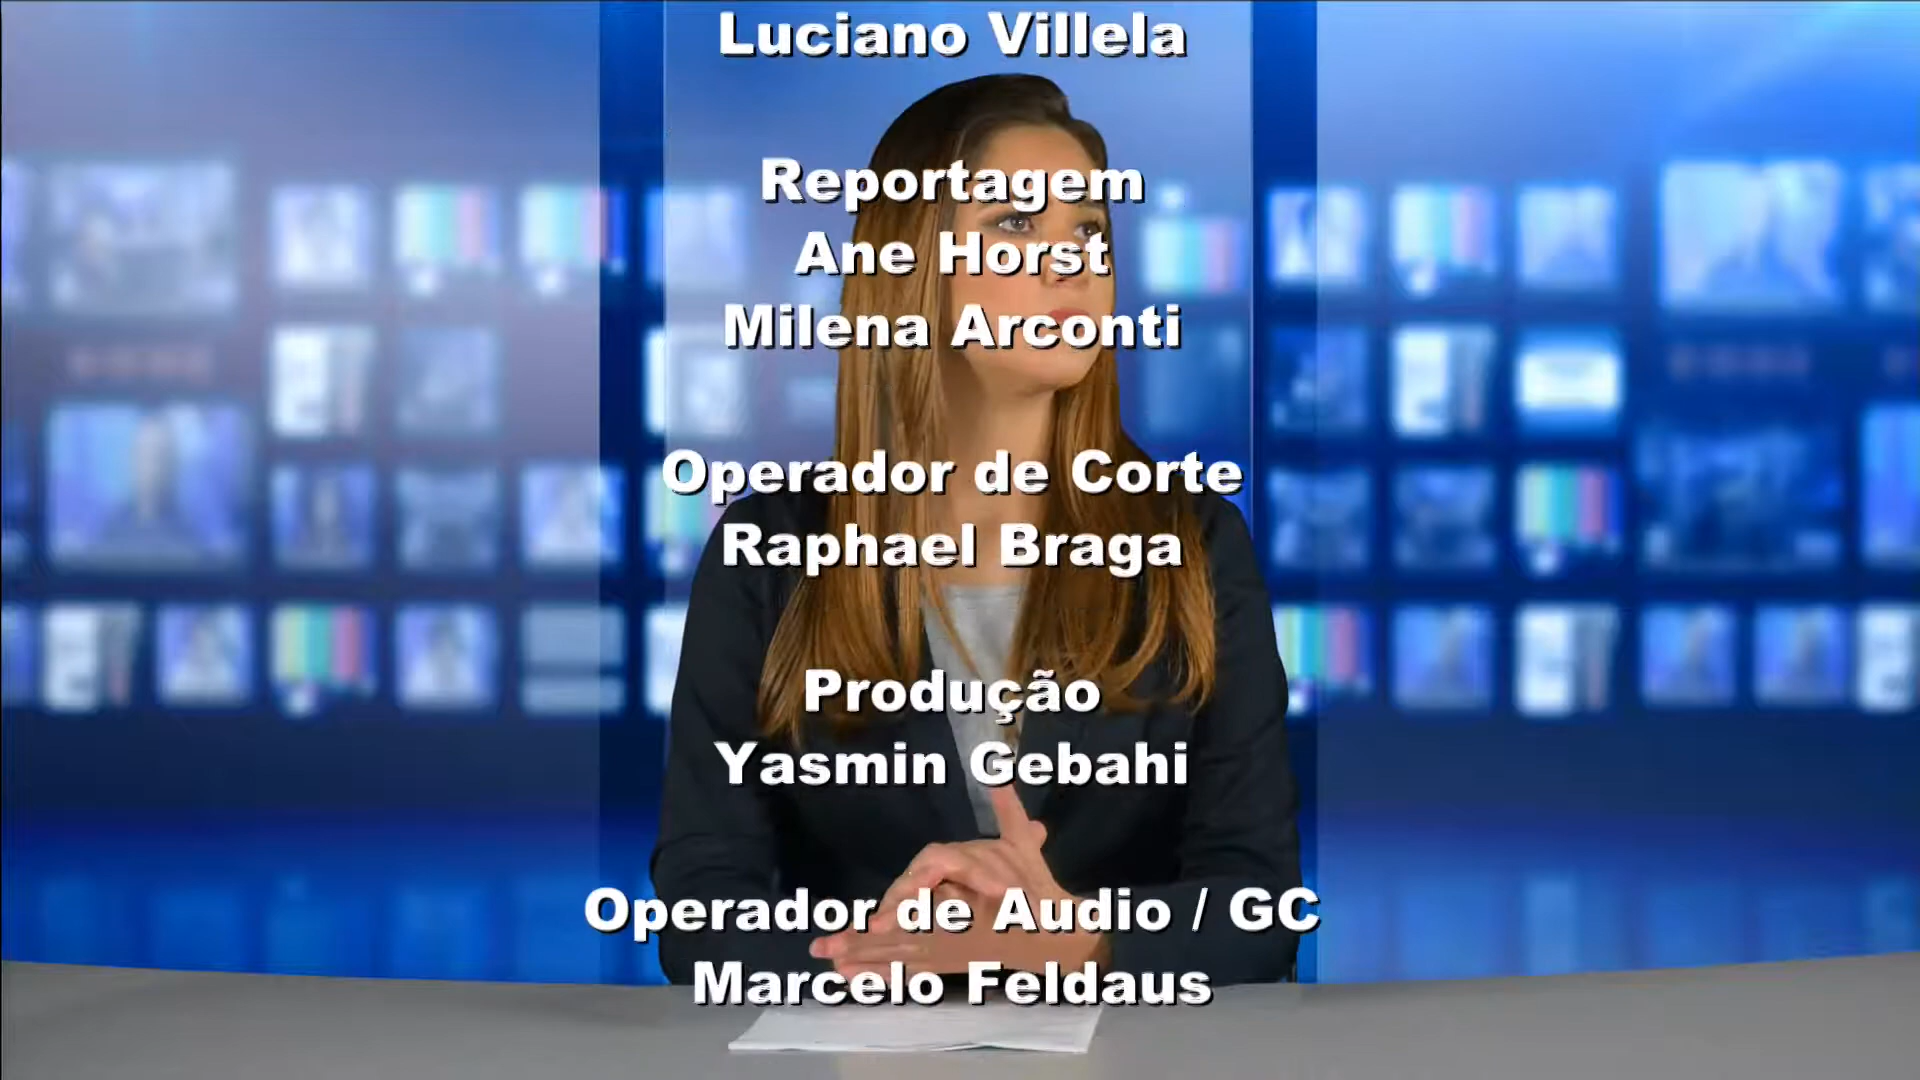 Luciano Villela
Reportagem
Ane Horst
Milena Arconti
Operador de Corte
Raphael Braga
Produção
Yasmin Gebahi
Operador de Audio / GC
Marcelo Feldaus